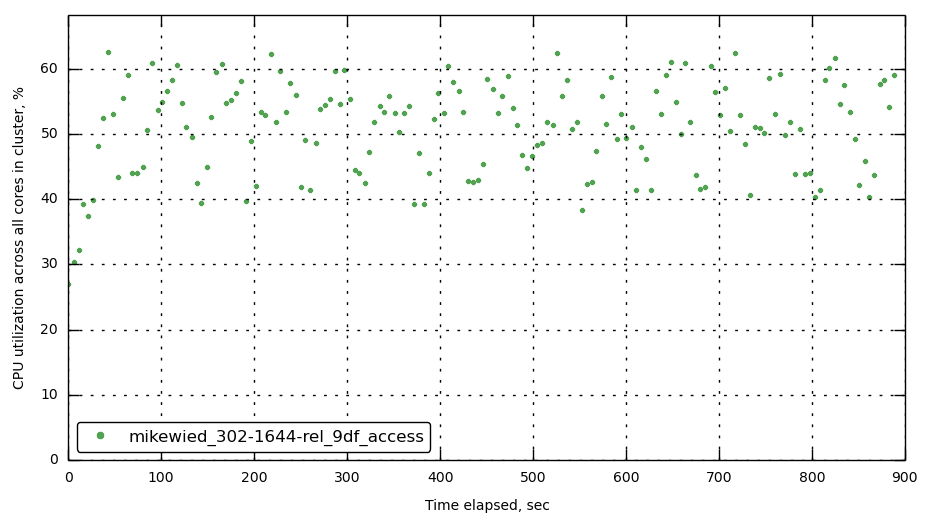 CPU utilization across all cores in cluster, %
60
50
40
30
20
10
0
mikewied_302-1644-rel_9df_access
0 100 200 300 400 500 600 700 800 900
Time elapsed, sec